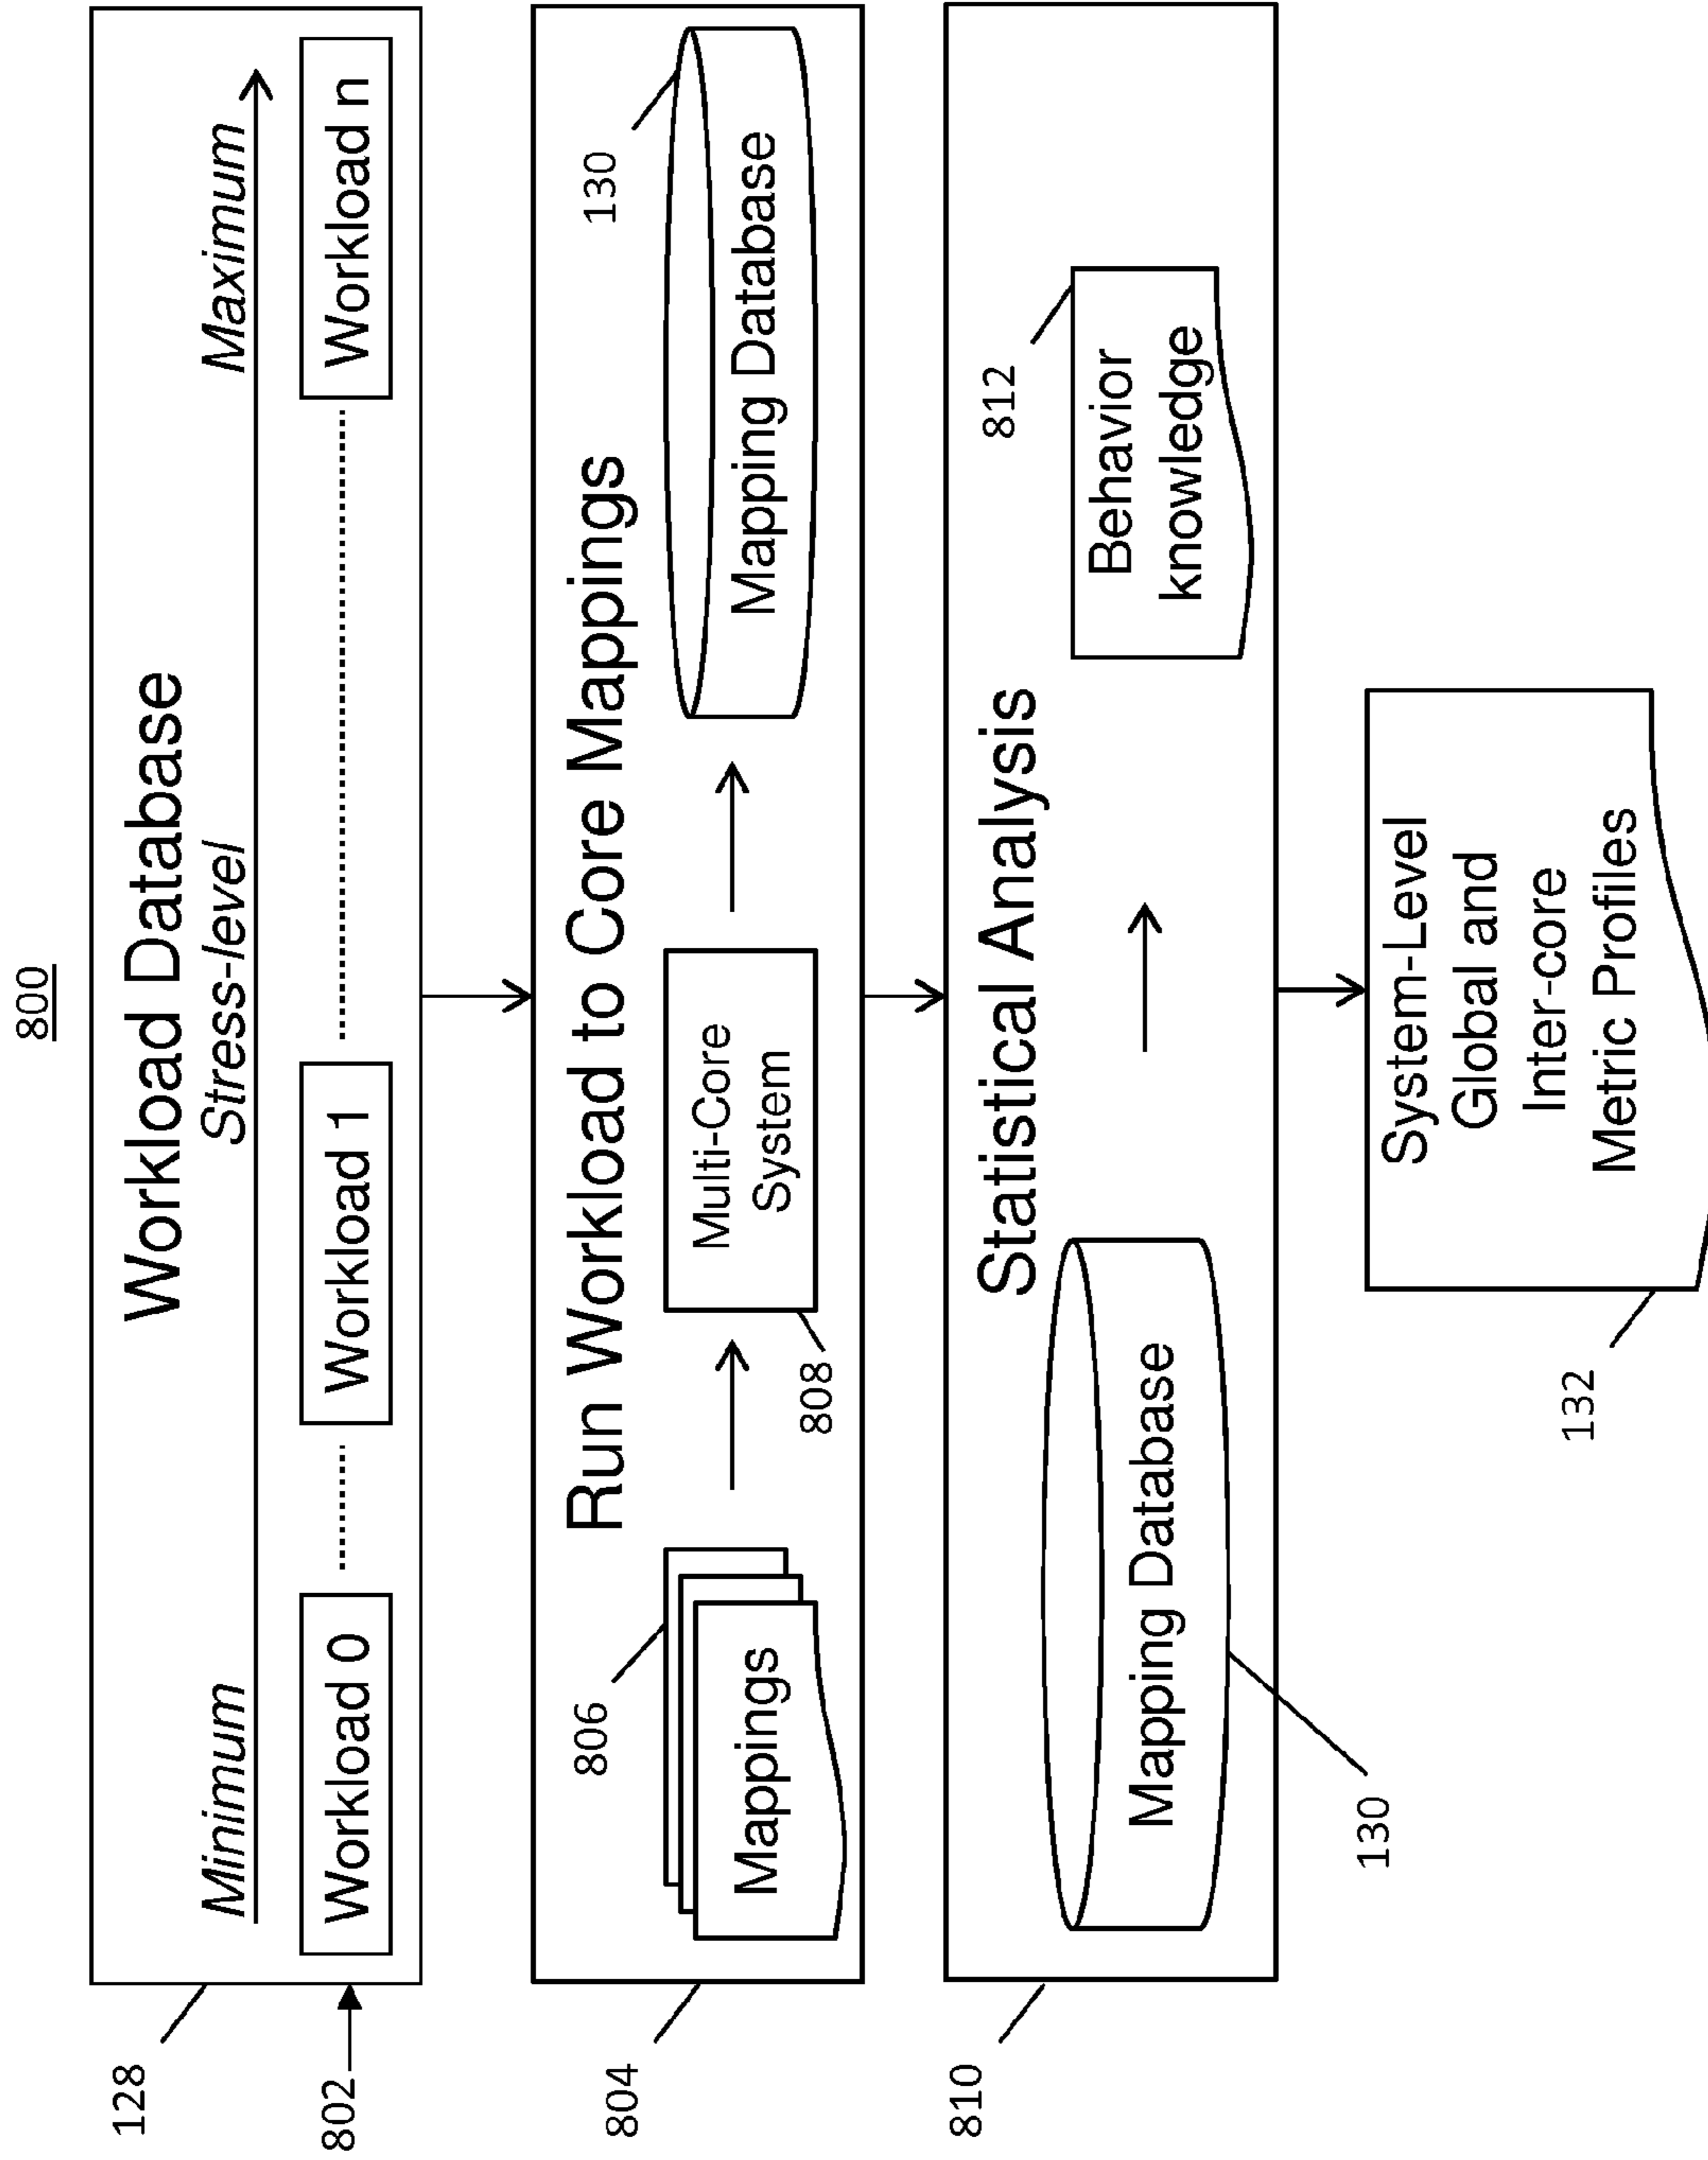 800
Workload Database
Minimum
Stress-level
Maximum
128
802
Workload 0
Workload 1
Workload n
Run Workload to Core Mappings
804
806
Mappings
Multi-Core
System
808
130
Mapping Database
Statistical Analysis
810
Mapping Database
130
812
Behavior
knowledge
System-Level
Global and
Inter-core
Metric Profiles
132